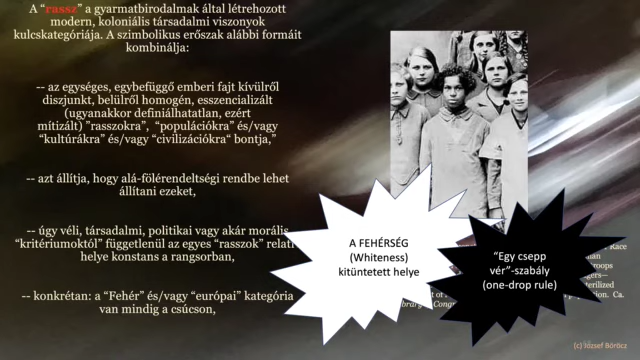 A “rassz” a gyarmatbirodalmak által létrehozott
modern, koloniális társadalmi viszonyok
kulcskategóriája. A szimbolikus erőszak alábbi formáit
kombinálja:
-- az egységes, egybefüggő emberi fajt kívülről
diszjunkt, belülről homogén, esszencializált
(ugyanakkor definiálhatatlan, ezért
mítizált) ”rasszokra”, “populációkra” és/vagy
“kultúrákra” és/vagy “civilizációkra“ bontja,”
-- azt állítja, hogy alá-fölérendeltségi rendbe lehet
állítani ezeket,
-- úgy véli, társadalmi, politikai vagy akár morális
“kritériumoktól” függetlenül az egyes “rasszok”
helye konstans a rangsorban,
-- konkrétan: a “Fehér” és/vagy “európai” kategória
van mindig a csúcson,
A FEHÉRSÉG
(Whiteness)
kitüntetett helye
“Egy csepp
vér”-szabály
(one-drop rule)
Race
Ca.
(c) József Böröcz